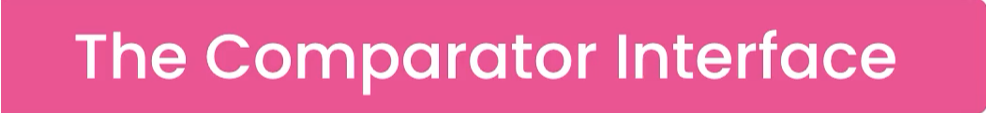 The Comparator Interface